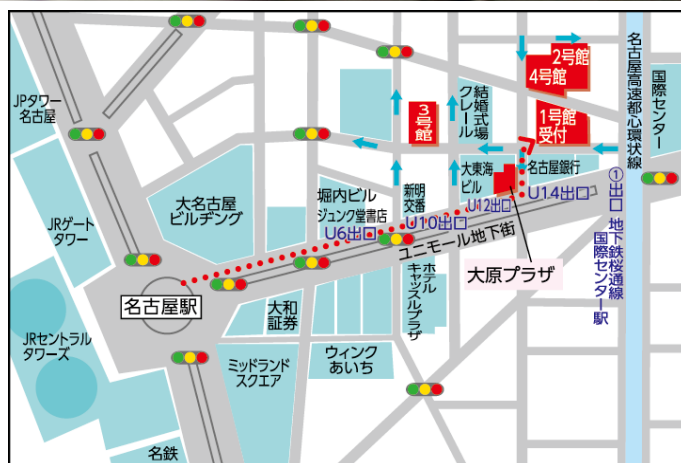 JPタワー
名古屋
JRゲート
タワー
JRセントラル
タワーズ
名鉄
名古屋駅
大名古屋
ビルヂング
堀内ビル
ジュンク堂書店
U6出口
新明
交番
U10出口
3号館
結婚式場
クレール
大東海
ビル
U12出口
2号館
4号館
1号館
受付
名古屋銀行
U14出口
大原プラザ
ユニモール地下街
大和
証券
ミッドランド
スクエア
ウィンク
あいち
ホテル
キャッスルプラザ
名古屋高速都心環状線
国際センター
①出口 地下鉄桜通線
国際センター駅